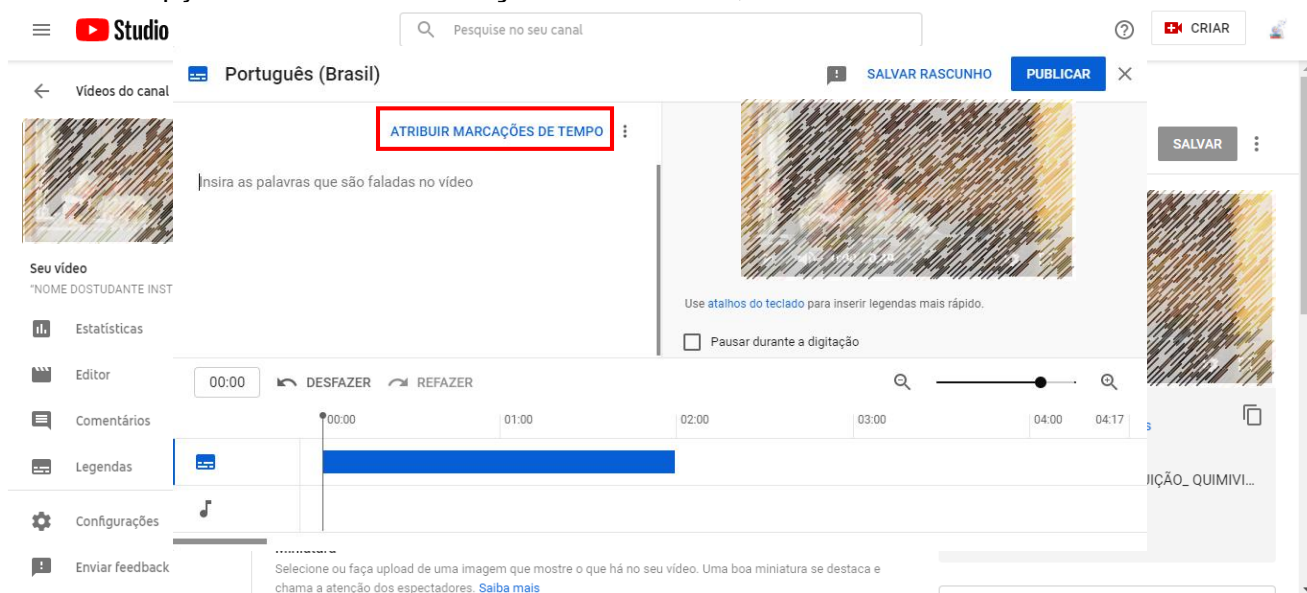 Studio
Pesquise no seu canal
CRIAR
Português (Brasil)
SALVAR RASCUNHO
PUBLICAR
Vídeos do canal
ATRIBUIR MARCAÇÕES DE TEMPO
SALVAR
Insira as palavras que são faladas no vídeo
Seu vídeo
"NOME DOSTUDANTE INST
Use atalhos do teclado para inserir legendas mais rápido.
Estatísticas
Pausar durante a digitação
Editor
00:00
DESFAZER
REFAZER
Comentários
00:00
01:00
02:00
03:00
04:00
04:17
s
Legendas
UIÇÃO_ QUIMIVI...
Configurações
Enviar feedback
Selecione ou faça upload de uma imagem que mostre o que há no seu vídeo. Uma boa miniatura se destaca e
chama a atenção dos espectadores. Saiba mais